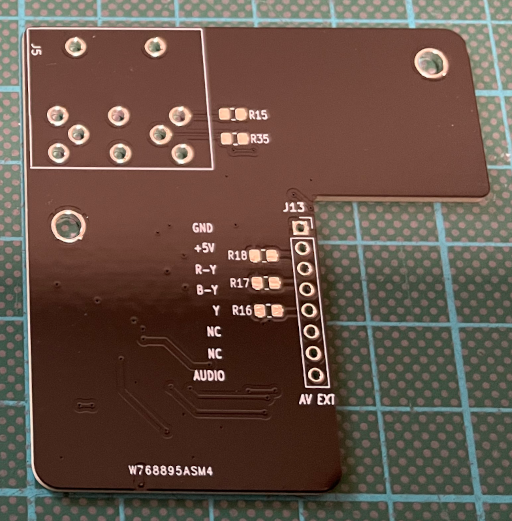 J5
R15
R35
J13
GND
+5V
R18
R-Y
R17
B-Y
Y
R16
NC
NC
AUDIO
AV EXT
W768895ASM4